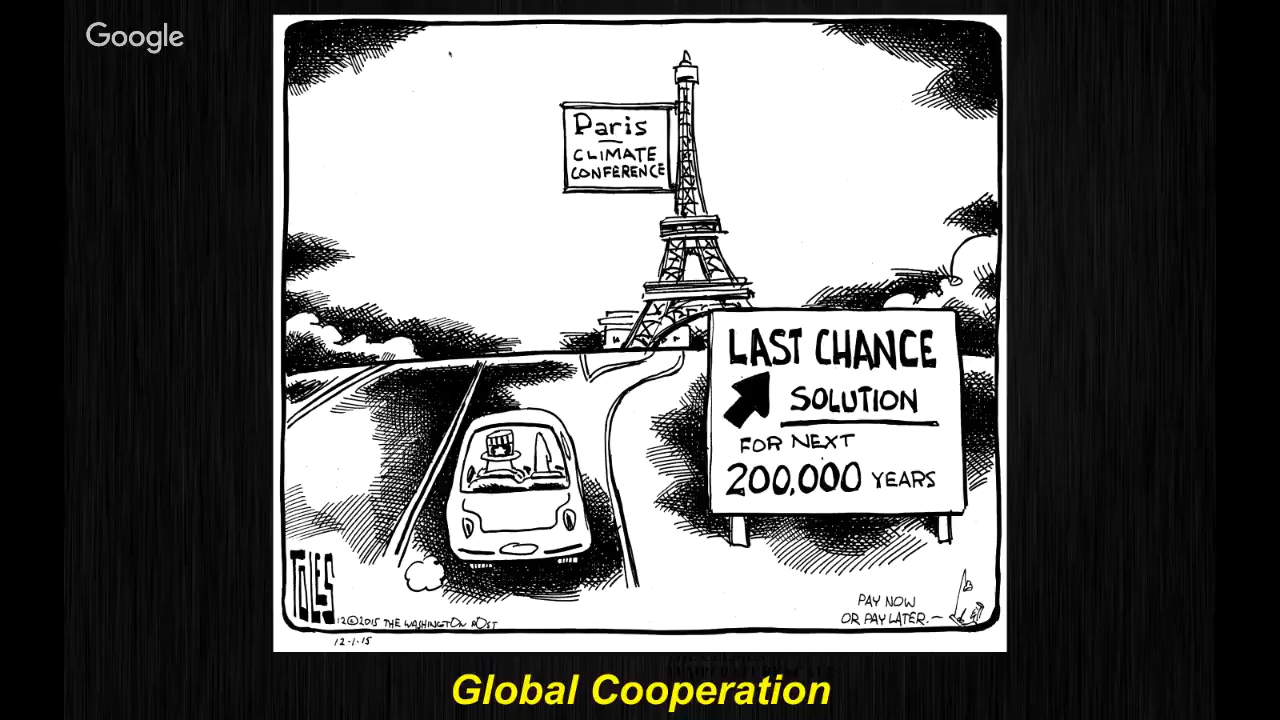 Google
Paris
CLIMATE
CONFERENCE
LAST CHANCE
SOLUTION
FOR NEXT
200,000 YEARS
TOLES
12©2015 THE WASHINGTON POST
12-1-15
PAY NOW
OR PAY LATER.—
Global Cooperation